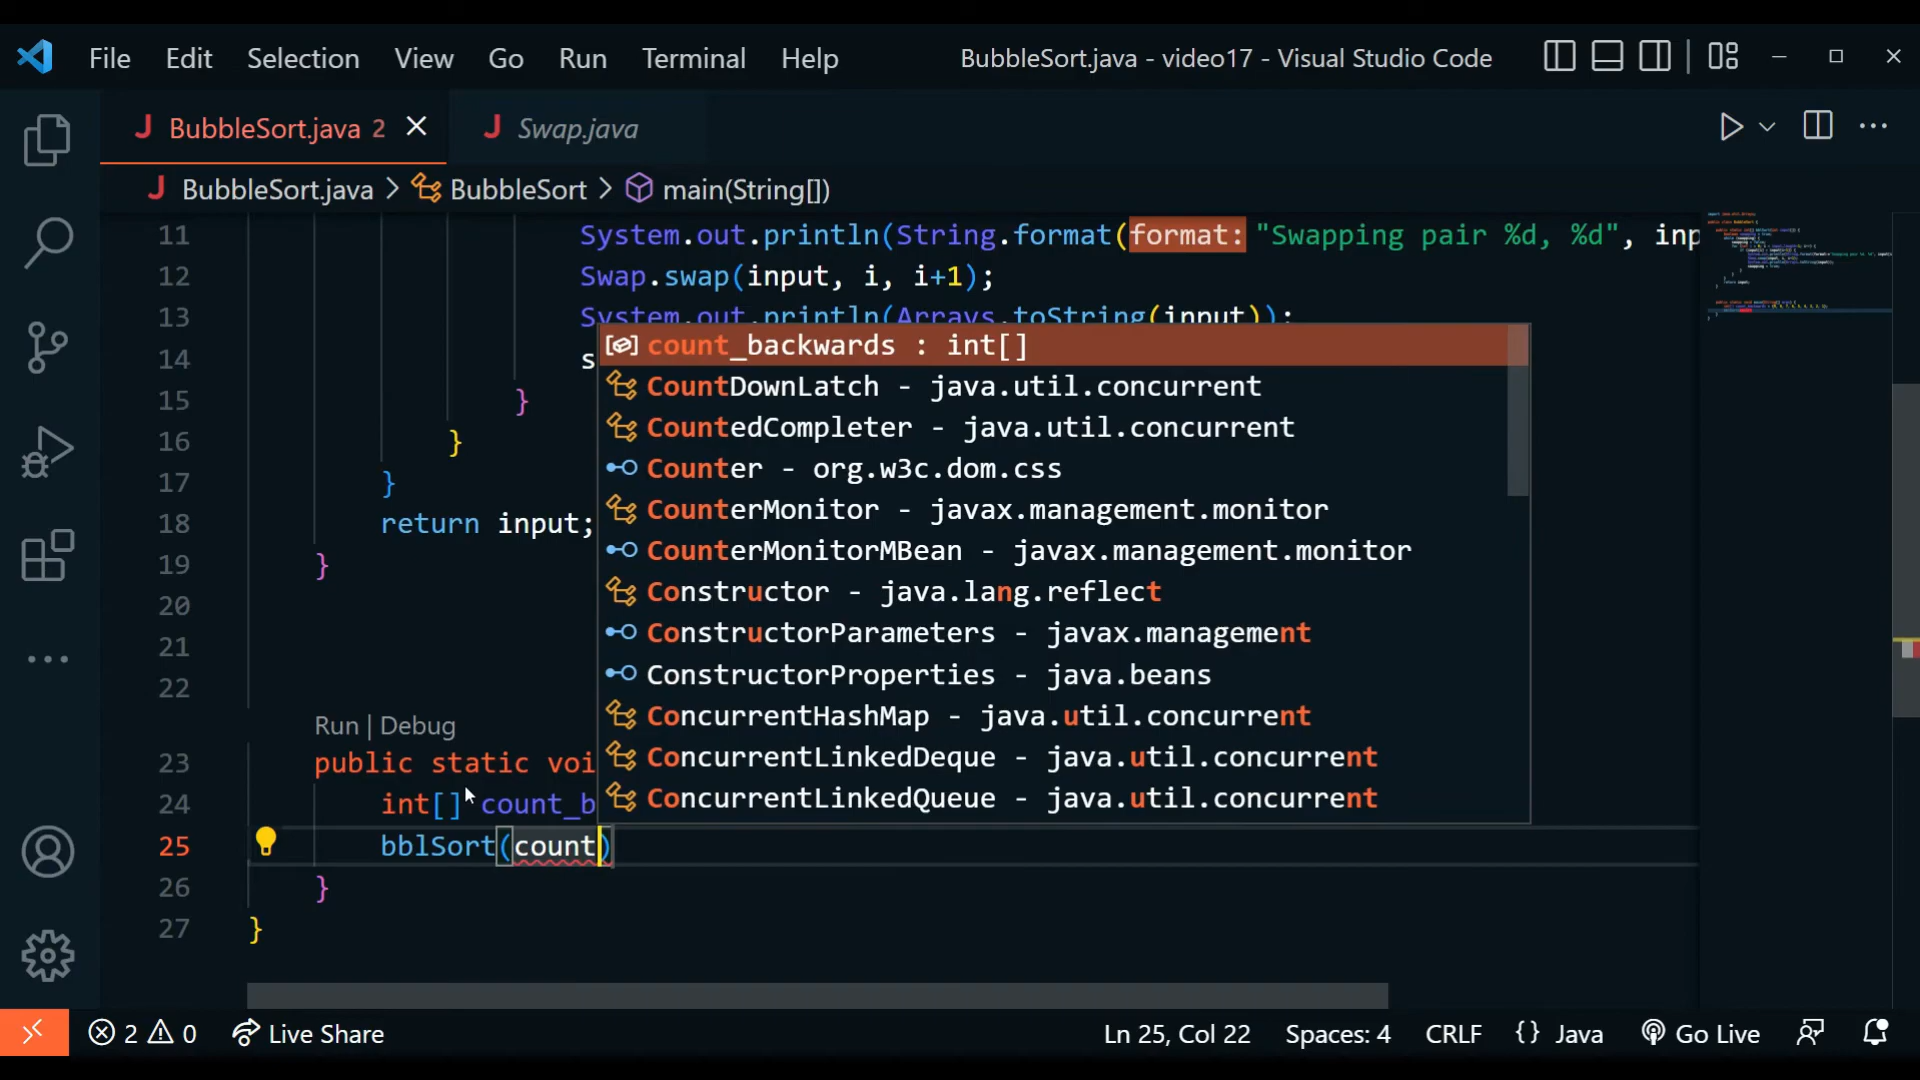 File Edit Selection View Go Run Terminal Help BubbleSort.java - video17 - Visual Studio Code
BubbleSort.java 2 Swap.java
BubbleSort.java > BubbleSort > main(String[])
11 System.out.println(String.format(format: "Swapping pair %d, %d", inp
12 Swap.swap(input, i, i+1);
13 System.out.println(Arrays.toString(input));
14 s
count_backwards : int[]
CountDownLatch - java.util.concurrent
15 }
CountedCompleter - java.util.concurrent
16 }
Counter - org.w3c.dom.css
17 }
CounterMonitor - javax.management.monitor
18 return input;
CounterMonitorMBean - javax.management.monitor
19 }
Constructor - java.lang.reflect
20
ConstructorParameters - javax.management
21
ConstructorProperties - java.beans
22
ConcurrentHashMap - java.util.concurrent
Run | Debug
ConcurrentLinkedDeque - java.util.concurrent
23 public static voi
ConcurrentLinkedQueue - java.util.concurrent
24 int[] count_b
25 bblSort(count)
26 }
27 }
2 0 Live Share Ln 25, Col 22 Spaces: 4 CRLF {} Java Go Live